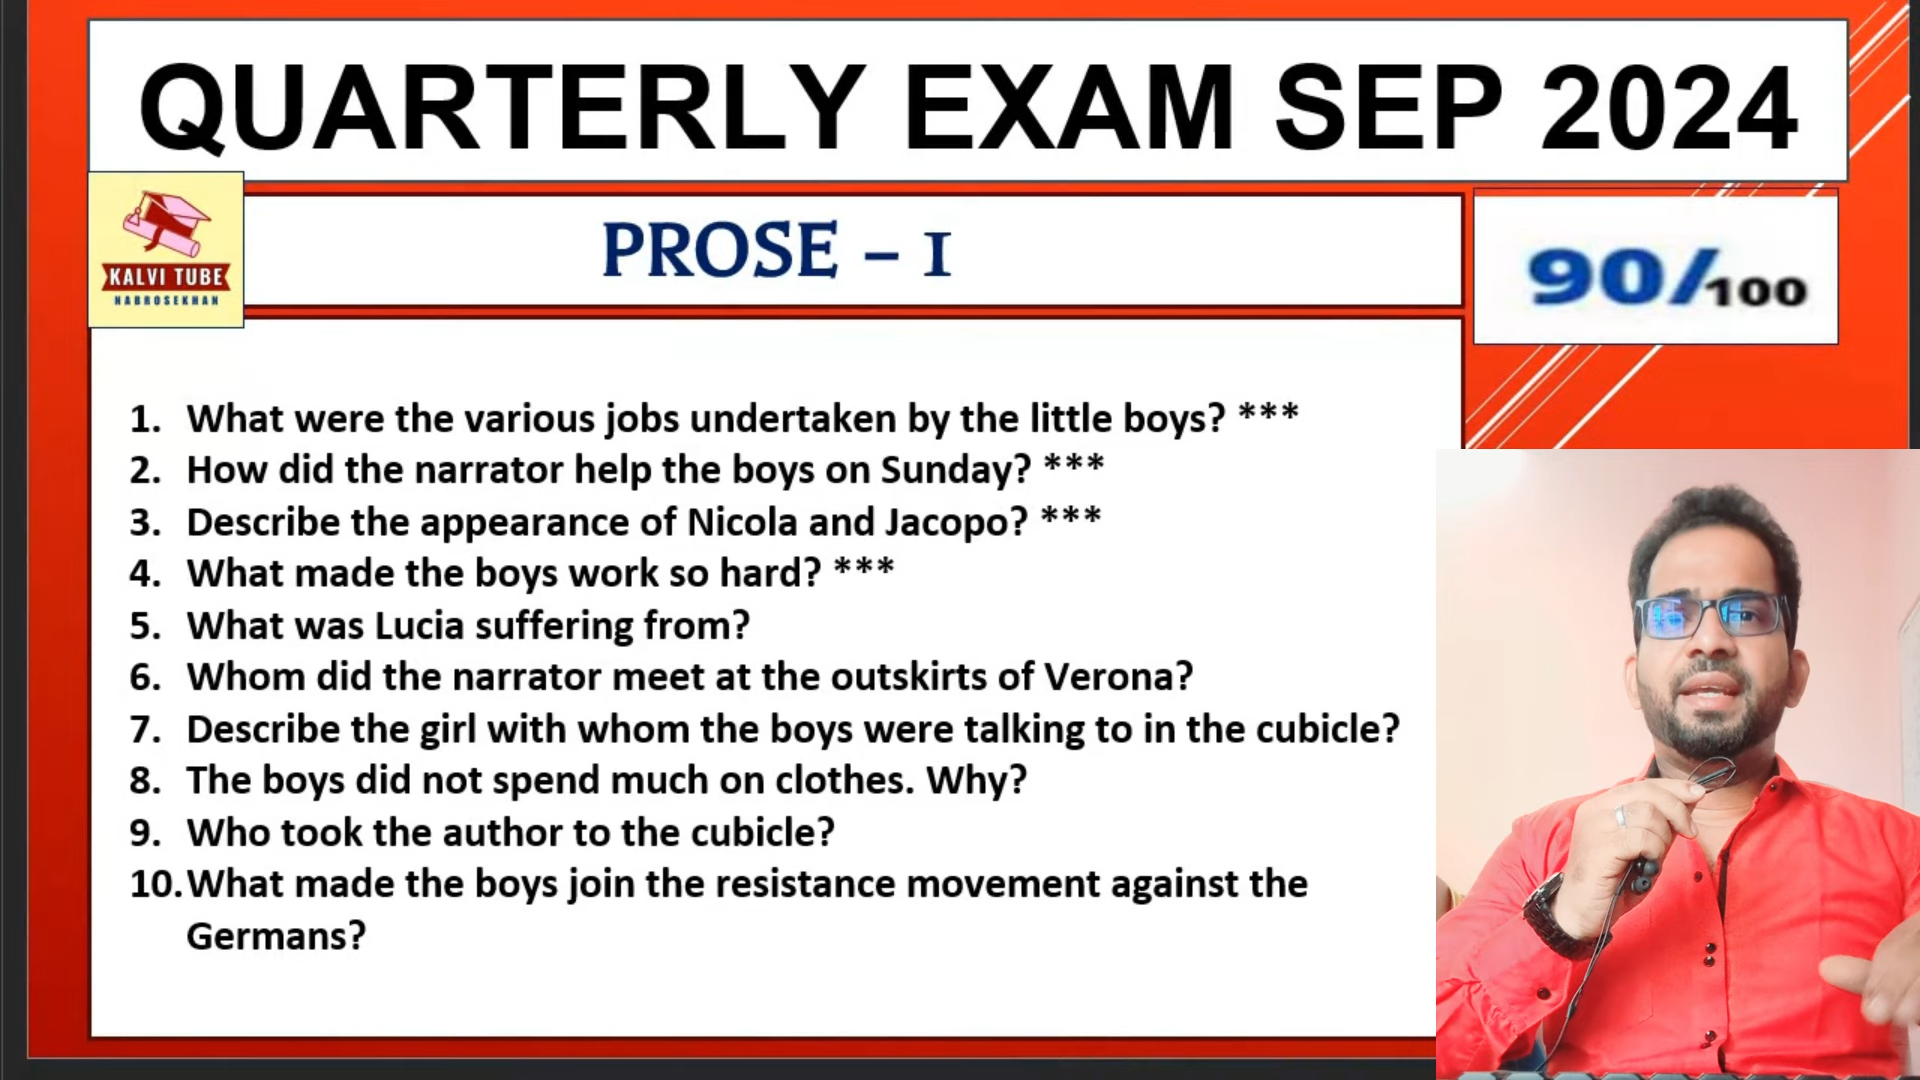 QUARTERLY EXAM SEP 2024
KALVI TUBE
NABROSEKHAN
PROSE – I
90/100
1. What were the various jobs undertaken by the little boys? ***
2. How did the narrator help the boys on Sunday? ***
3. Describe the appearance of Nicola and Jacopo? ***
4. What made the boys work so hard? ***
5. What was Lucia suffering from?
6. Whom did the narrator meet at the outskirts of Verona?
7. Describe the girl with whom the boys were talking to in the cubicle?
8. The boys did not spend much on clothes. Why?
9. Who took the author to the cubicle?
10. What made the boys join the resistance movement against the
Germans?